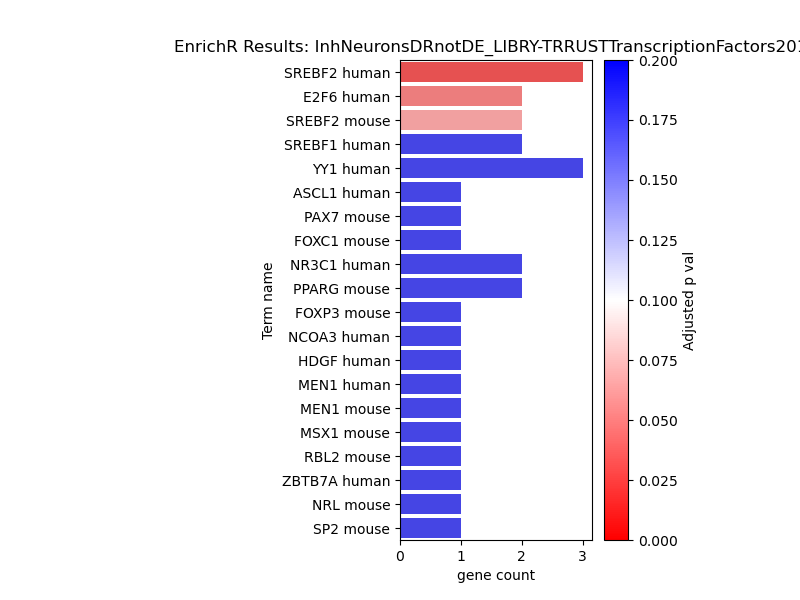 EnrichR Results: InhNeuronsDRnotDE_LIBRY-TRRUSTTranscriptionFactors201
SREBF2 human
E2F6 human
SREBF2 mouse
SREBF1 human
YY1 human
ASCL1 human
PAX7 mouse
FOXC1 mouse
NR3C1 human
PPARG mouse
FOXP3 mouse
NCOA3 human
HDGF human
MEN1 human
MEN1 mouse
MSX1 mouse
RBL2 mouse
ZBTB7A human
NRL mouse
SP2 mouse
Term name
0 1 2 3
gene count
0.200
0.175
0.150
0.125
0.100
0.075
0.050
0.025
0.000
Adjusted p val